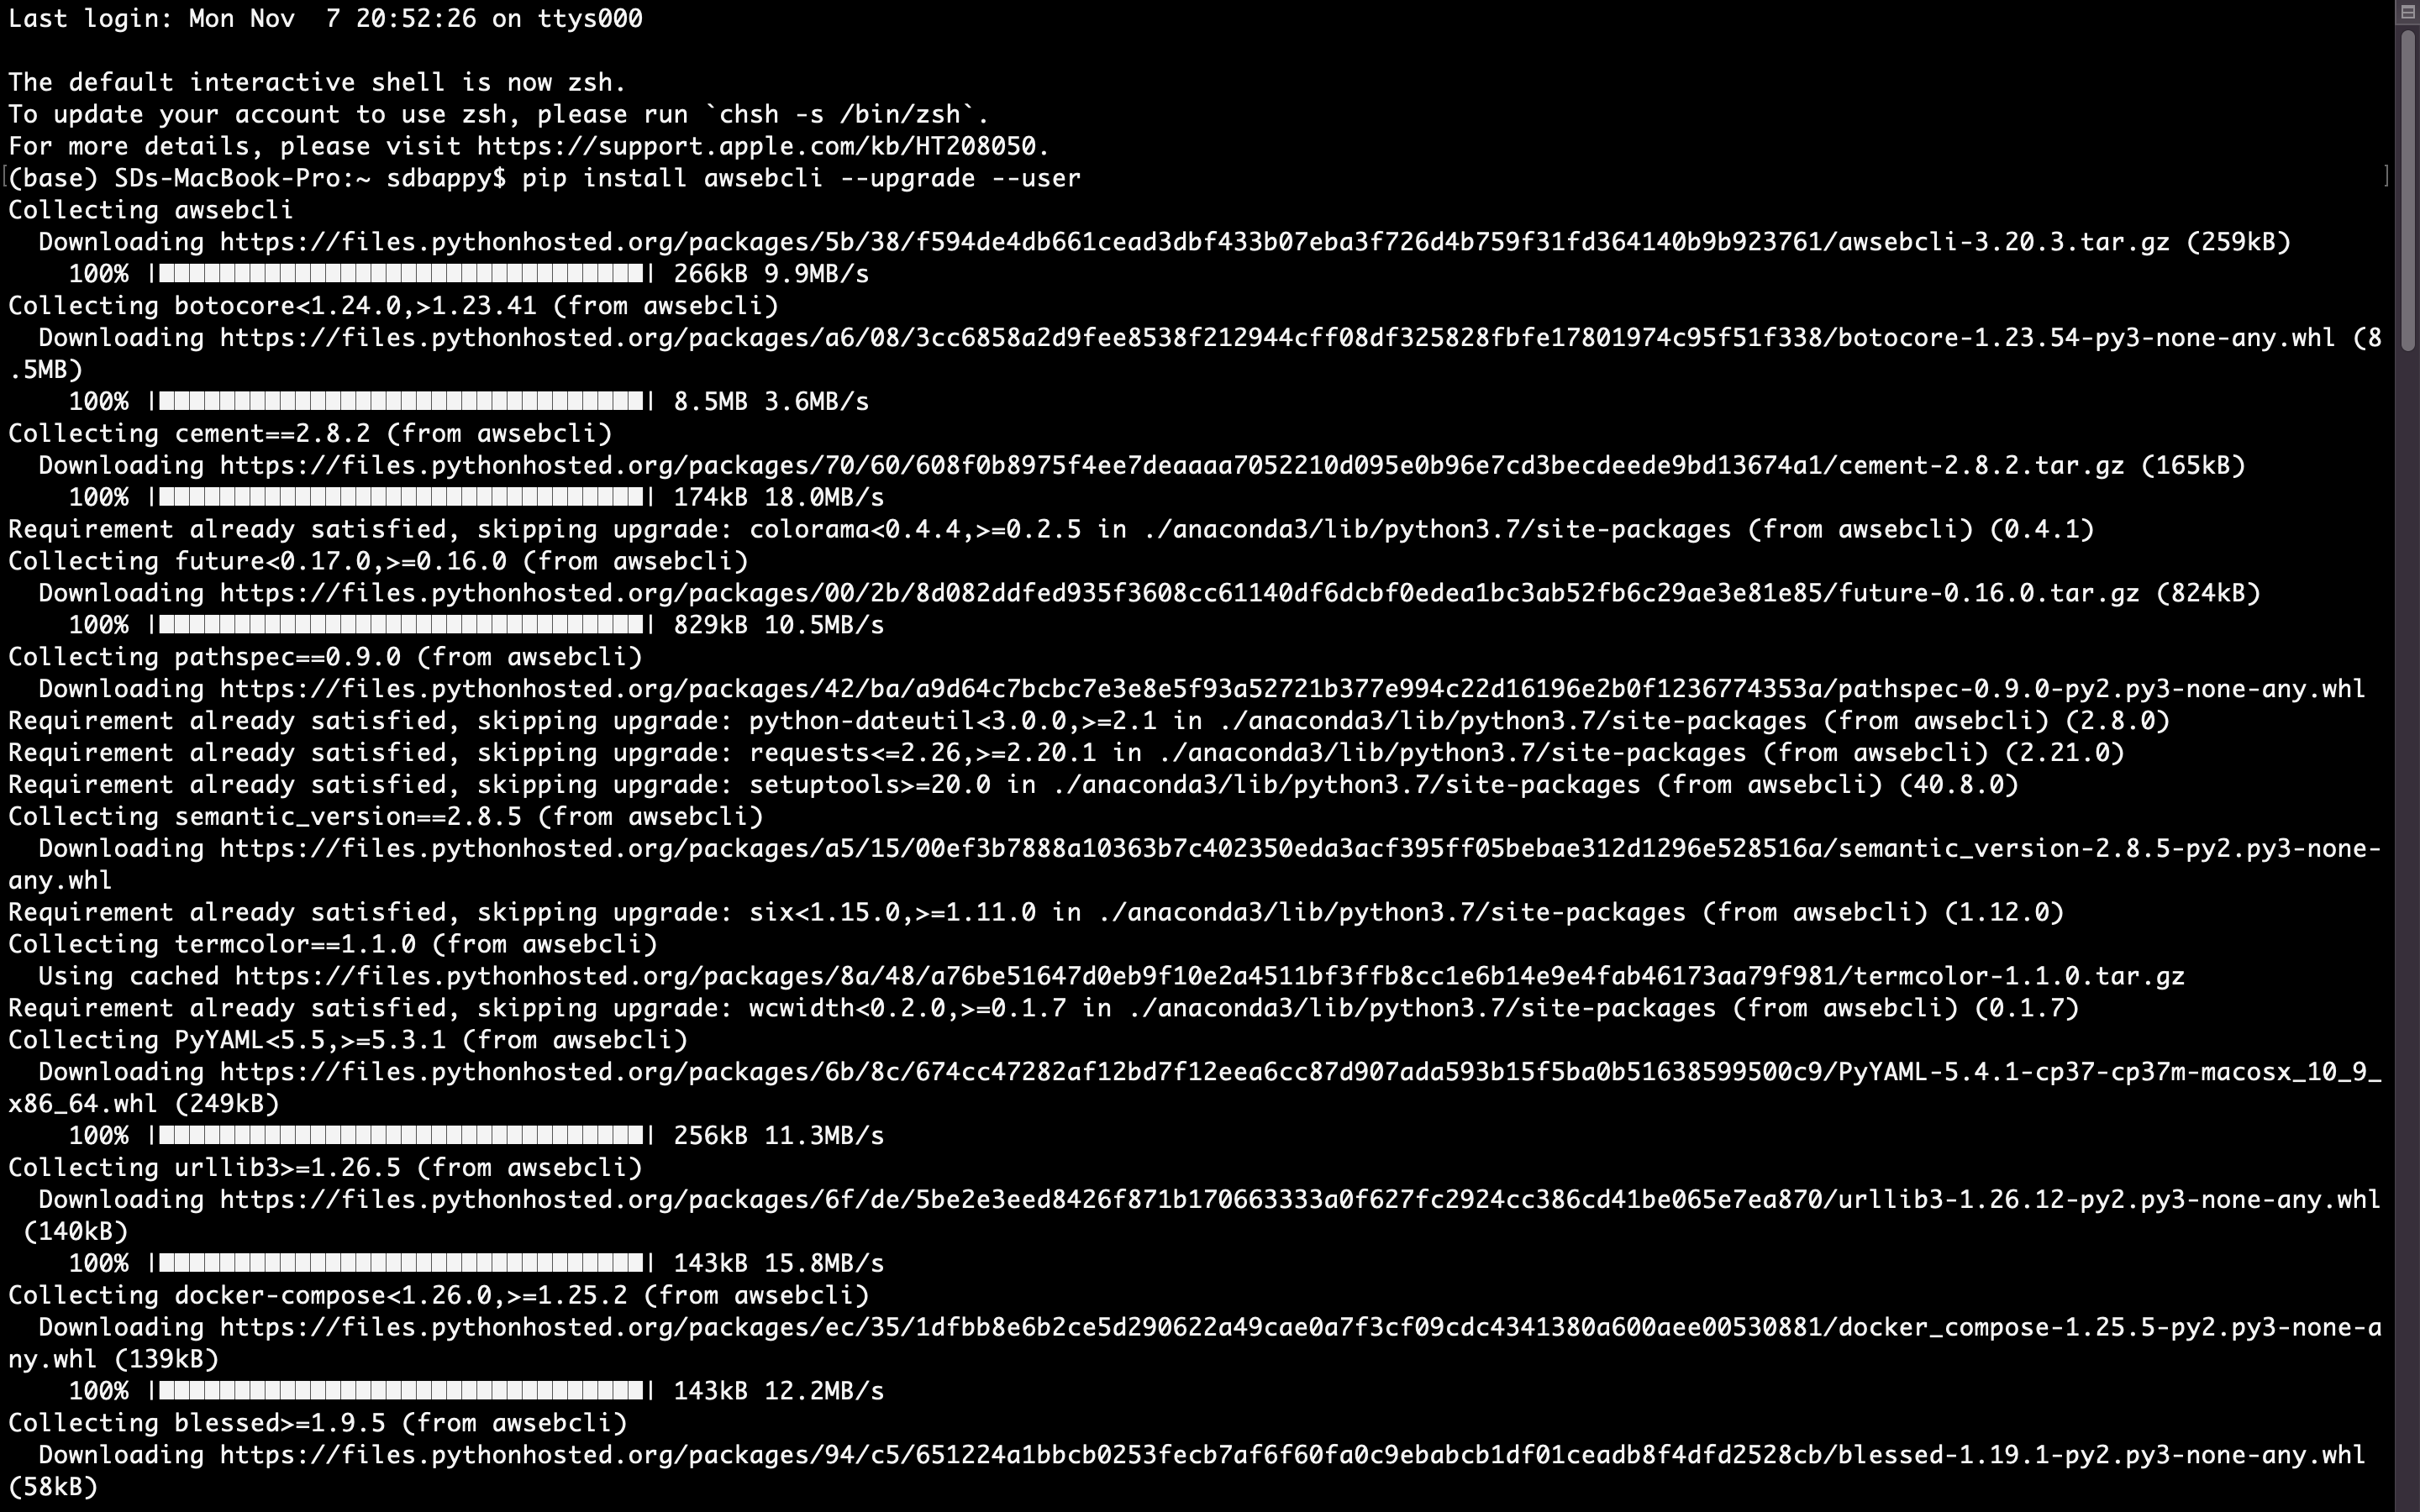 Last login: Mon Nov  7 20:52:26 on ttys000

The default interactive shell is now zsh.
To update your account to use zsh, please run `chsh -s /bin/zsh`.
For more details, please visit https://support.apple.com/kb/HT208050.
[(base) SDs-MacBook-Pro:~ sdbappy$ pip install awsebcli --upgrade --user ]
Collecting awsebcli
  Downloading https://files.pythonhosted.org/packages/5b/38/f594de4db661cead3dbf433b07eba3f726d4b759f31fd364140b9b923761/awsebcli-3.20.3.tar.gz (259kB)
    100% |████████████████████████████████| 266kB 9.9MB/s
Collecting botocore<1.24.0,>1.23.41 (from awsebcli)
  Downloading https://files.pythonhosted.org/packages/a6/08/3cc6858a2d9fee8538f212944cff08df325828fbfe17801974c95f51f338/botocore-1.23.54-py3-none-any.whl (8
.5MB)
    100% |████████████████████████████████| 8.5MB 3.6MB/s
Collecting cement==2.8.2 (from awsebcli)
  Downloading https://files.pythonhosted.org/packages/70/60/608f0b8975f4ee7deaaaa7052210d095e0b96e7cd3becdeede9bd13674a1/cement-2.8.2.tar.gz (165kB)
    100% |████████████████████████████████| 174kB 18.0MB/s
Requirement already satisfied, skipping upgrade: colorama<0.4.4,>=0.2.5 in ./anaconda3/lib/python3.7/site-packages (from awsebcli) (0.4.1)
Collecting future<0.17.0,>=0.16.0 (from awsebcli)
  Downloading https://files.pythonhosted.org/packages/00/2b/8d082ddfed935f3608cc61140df6dcbf0edea1bc3ab52fb6c29ae3e81e85/future-0.16.0.tar.gz (824kB)
    100% |████████████████████████████████| 829kB 10.5MB/s
Collecting pathspec==0.9.0 (from awsebcli)
  Downloading https://files.pythonhosted.org/packages/42/ba/a9d64c7bcbc7e3e8e5f93a52721b377e994c22d16196e2b0f1236774353a/pathspec-0.9.0-py2.py3-none-any.whl
Requirement already satisfied, skipping upgrade: python-dateutil<3.0.0,>=2.1 in ./anaconda3/lib/python3.7/site-packages (from awsebcli) (2.8.0)
Requirement already satisfied, skipping upgrade: requests<=2.26,>=2.20.1 in ./anaconda3/lib/python3.7/site-packages (from awsebcli) (2.21.0)
Requirement already satisfied, skipping upgrade: setuptools>=20.0 in ./anaconda3/lib/python3.7/site-packages (from awsebcli) (40.8.0)
Collecting semantic_version==2.8.5 (from awsebcli)
  Downloading https://files.pythonhosted.org/packages/a5/15/00ef3b7888a10363b7c402350eda3acf395ff05bebae312d1296e528516a/semantic_version-2.8.5-py2.py3-none-
any.whl
Requirement already satisfied, skipping upgrade: six<1.15.0,>=1.11.0 in ./anaconda3/lib/python3.7/site-packages (from awsebcli) (1.12.0)
Collecting termcolor==1.1.0 (from awsebcli)
  Using cached https://files.pythonhosted.org/packages/8a/48/a76be51647d0eb9f10e2a4511bf3ffb8cc1e6b14e9e4fab46173aa79f981/termcolor-1.1.0.tar.gz
Requirement already satisfied, skipping upgrade: wcwidth<0.2.0,>=0.1.7 in ./anaconda3/lib/python3.7/site-packages (from awsebcli) (0.1.7)
Collecting PyYAML<5.5,>=5.3.1 (from awsebcli)
  Downloading https://files.pythonhosted.org/packages/6b/8c/674cc47282af12bd7f12eea6cc87d907ada593b15f5ba0b51638599500c9/PyYAML-5.4.1-cp37-cp37m-macosx_10_9_
x86_64.whl (249kB)
    100% |████████████████████████████████| 256kB 11.3MB/s
Collecting urllib3>=1.26.5 (from awsebcli)
  Downloading https://files.pythonhosted.org/packages/6f/de/5be2e3eed8426f871b170663333a0f627fc2924cc386cd41be065e7ea870/urllib3-1.26.12-py2.py3-none-any.whl
 (140kB)
    100% |████████████████████████████████| 143kB 15.8MB/s
Collecting docker-compose<1.26.0,>=1.25.2 (from awsebcli)
  Downloading https://files.pythonhosted.org/packages/ec/35/1dfbb8e6b2ce5d290622a49cae0a7f3cf09cdc4341380a600aee00530881/docker_compose-1.25.5-py2.py3-none-a
ny.whl (139kB)
    100% |████████████████████████████████| 143kB 12.2MB/s
Collecting blessed>=1.9.5 (from awsebcli)
  Downloading https://files.pythonhosted.org/packages/94/c5/651224a1bbcb0253fecb7af6f60fa0c9ebabcb1df01ceadb8f4dfd2528cb/blessed-1.19.1-py2.py3-none-any.whl
(58kB)